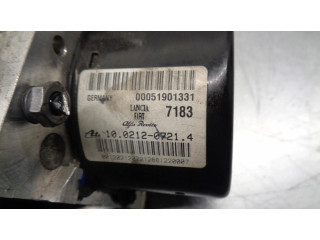 GERMANY 00051901331
LANCIA
FIAT 7183
Alfa Romeo
10.0212-0721.4